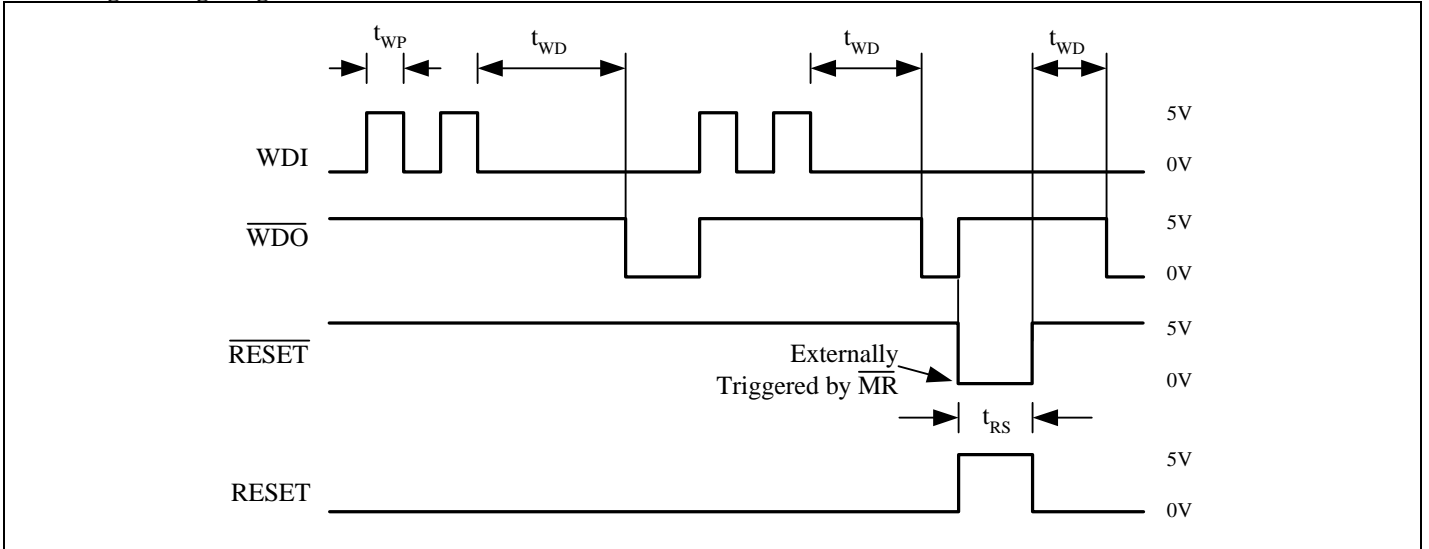 tWP
tWD
tWD
tWD
WDI
5V
0V
WDO
5V
0V
RESET
5V
0V
Externally
Triggered by MR
tRS
RESET
5V
0V